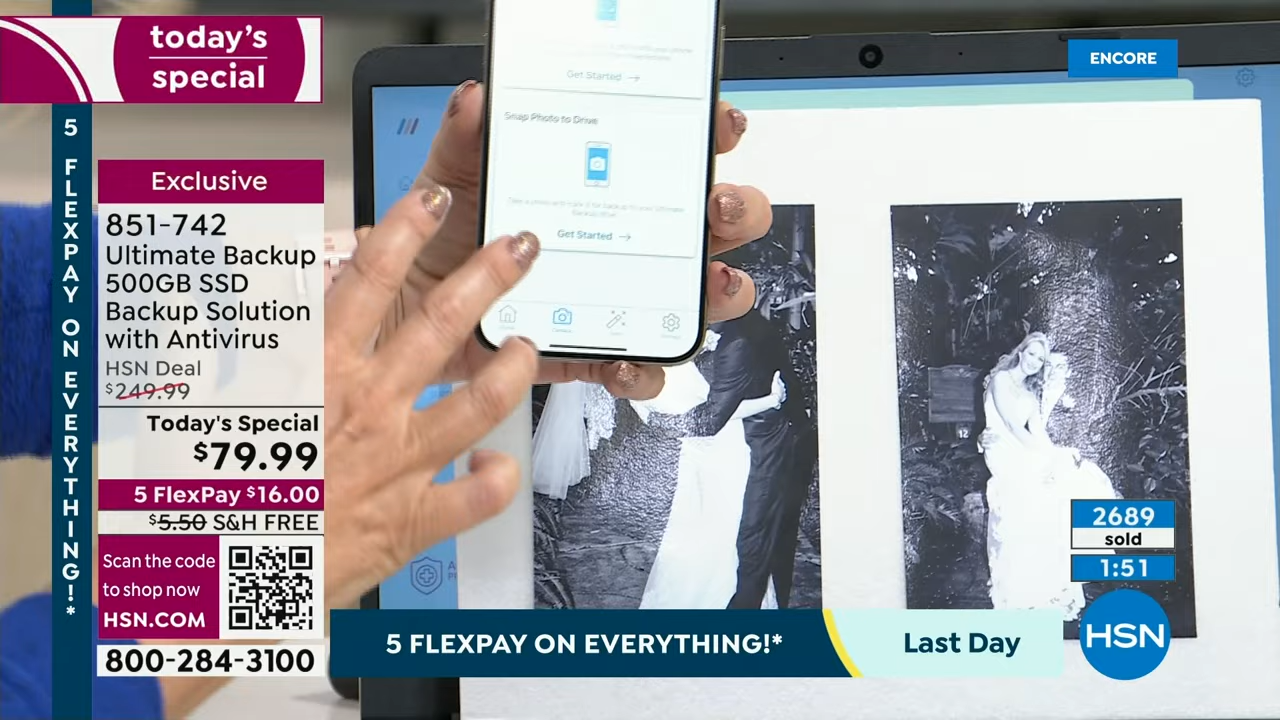 today's
special
5 FLEXPAY ON EVERYTHING!*
Exclusive
851-742
Ultimate Backup
500GB SSD
Backup Solution
with Antivirus
HSN Deal
$249.99
Today's Special
$79.99
5 FlexPay $16.00
$5.50 S&H FREE
Scan the code
to shop now
HSN.COM
800-284-3100
Get Started →
Snap Photo to Drive
Get Started →
12
ENCORE
2689
sold
1:51
5 FLEXPAY ON EVERYTHING!*
Last Day
HSN